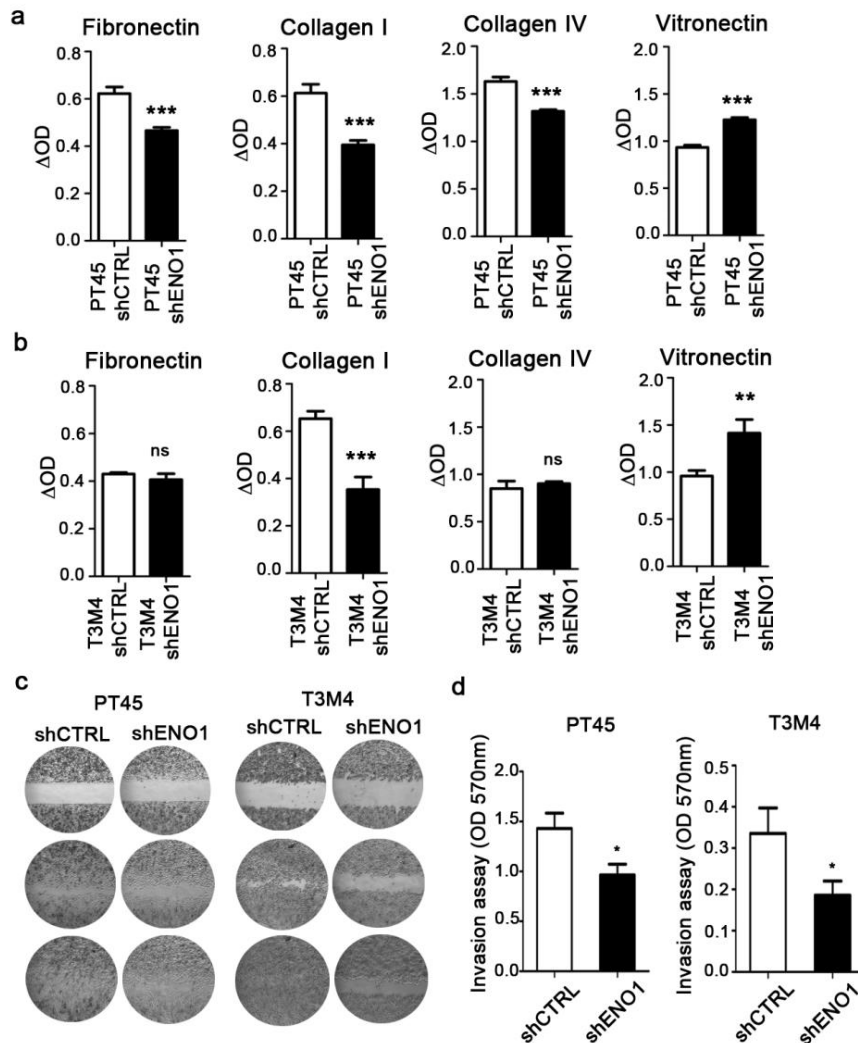 a
Fibronectin
Collagen I
Collagen IV
Vitronectin
ΔOD
0.8
0.6
0.4
0.2
0.0
***
PT45
shCTRL
PT45
shENO1
ΔOD
0.8
0.6
0.4
0.2
0.0
***
PT45
shCTRL
PT45
shENO1
ΔOD
2.0
1.5
1.0
0.5
0.0
***
PT45
shCTRL
PT45
shENO1
ΔOD
2.0
1.5
1.0
0.5
0.0
***
PT45
shCTRL
PT45
shENO1
b
Fibronectin
Collagen I
Collagen IV
Vitronectin
ΔOD
0.8
0.6
0.4
0.2
0.0
ns
T3M4
shCTRL
T3M4
shENO1
ΔOD
0.8
0.6
0.4
0.2
0.0
***
T3M4
shCTRL
T3M4
shENO1
ΔOD
2.0
1.5
1.0
0.5
0.0
ns
T3M4
shCTRL
T3M4
shENO1
ΔOD
2.0
1.5
1.0
0.5
0.0
**
T3M4
shCTRL
T3M4
shENO1
c
PT45
T3M4
shCTRL shENO1
shCTRL shENO1
d
PT45
Invasion assay (OD 570nm)
2.0
1.5
1.0
0.5
0.0
*
shCTRL
shENO1
T3M4
Invasion assay (OD 570nm)
0.5
0.4
0.3
0.2
0.1
0.0
*
shCTRL
shENO1